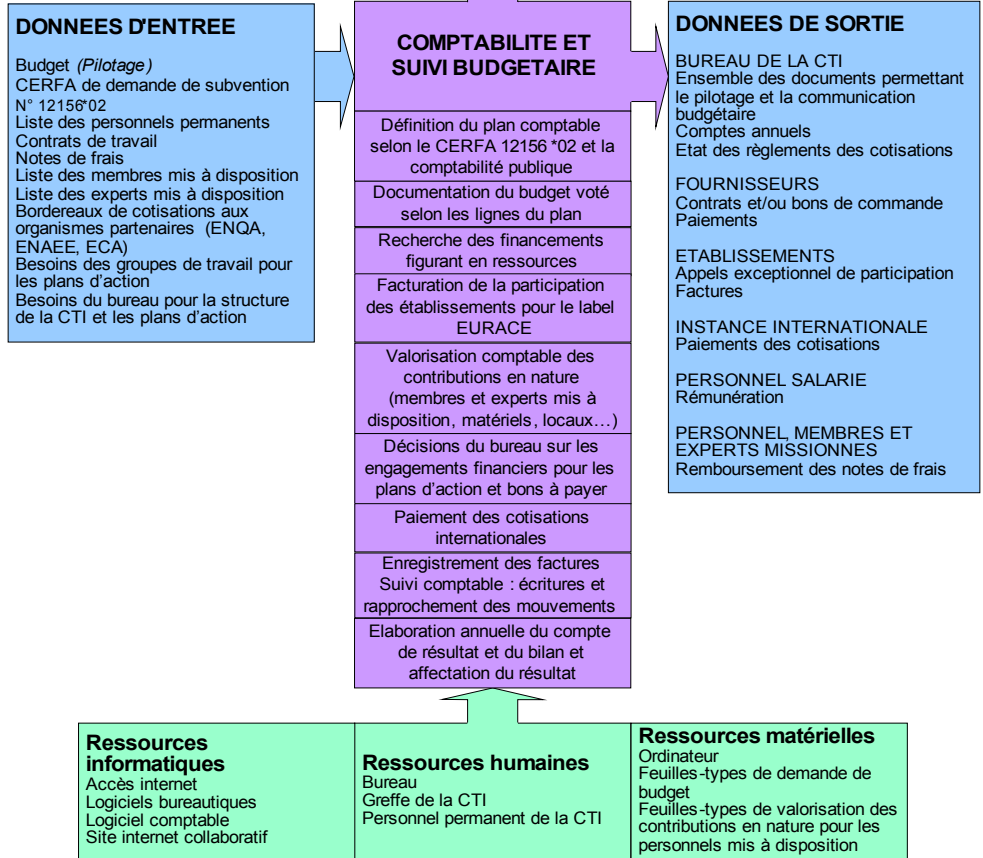 DONNEES D'ENTREE
Budget (Pilotage)
CERFA de demande de subvention
N° 12156*02
Liste des personnels permanents
Contrats de travail
Notes de frais
Liste des membres mis à disposition
Liste des experts mis à disposition
Bordereaux de cotisations aux
organismes partenaires (ENQA,
ENAEE, ECA)
Besoins des groupes de travail pour
les plans d'action
Besoins du bureau pour la structure
de la CTI et les plans d'action
COMPTABILITE ET
SUIVI BUDGETAIRE
Définition du plan comptable
selon le CERFA 12156 *02 et la
comptabilité publique
Documentation du budget voté
selon les lignes du plan
Recherche des financements
figurant en ressources
Facturation de la participation
des établissements pour le label
EURACE
Valorisation comptable des
contributions en nature
(membres et experts mis à
disposition, matériels, locaux…)
Décisions du bureau sur les
engagements financiers pour les
plans d'action et bons à payer
Paiement des cotisations
internationales
Enregistrement des factures
Suivi comptable : écritures et
rapprochement des mouvements
Elaboration annuelle du compte
de résultat et du bilan et
affectation du résultat
DONNEES DE SORTIE
BUREAU DE LA CTI
Ensemble des documents permettant
le pilotage et la communication
budgétaire
Comptes annuels
Etat des règlements des cotisations
FOURNISSEURS
Contrats et/ou bons de commande
Paiements
ETABLISSEMENTS
Appels exceptionnel de participation
Factures
INSTANCE INTERNATIONALE
Paiements des cotisations
PERSONNEL SALARIE
Rémunération
PERSONNEL, MEMBRES ET
EXPERTS MISSIONNES
Remboursement des notes de frais
Ressources
informatiques
Accès internet
Logiciels bureautiques
Logiciel comptable
Site internet collaboratif
Ressources humaines
Bureau
Greffe de la CTI
Personnel permanent de la CTI
Ressources matérielles
Ordinateur
Feuilles-types de demande de
budget
Feuilles-types de valorisation des
contributions en nature pour les
personnels mis à disposition